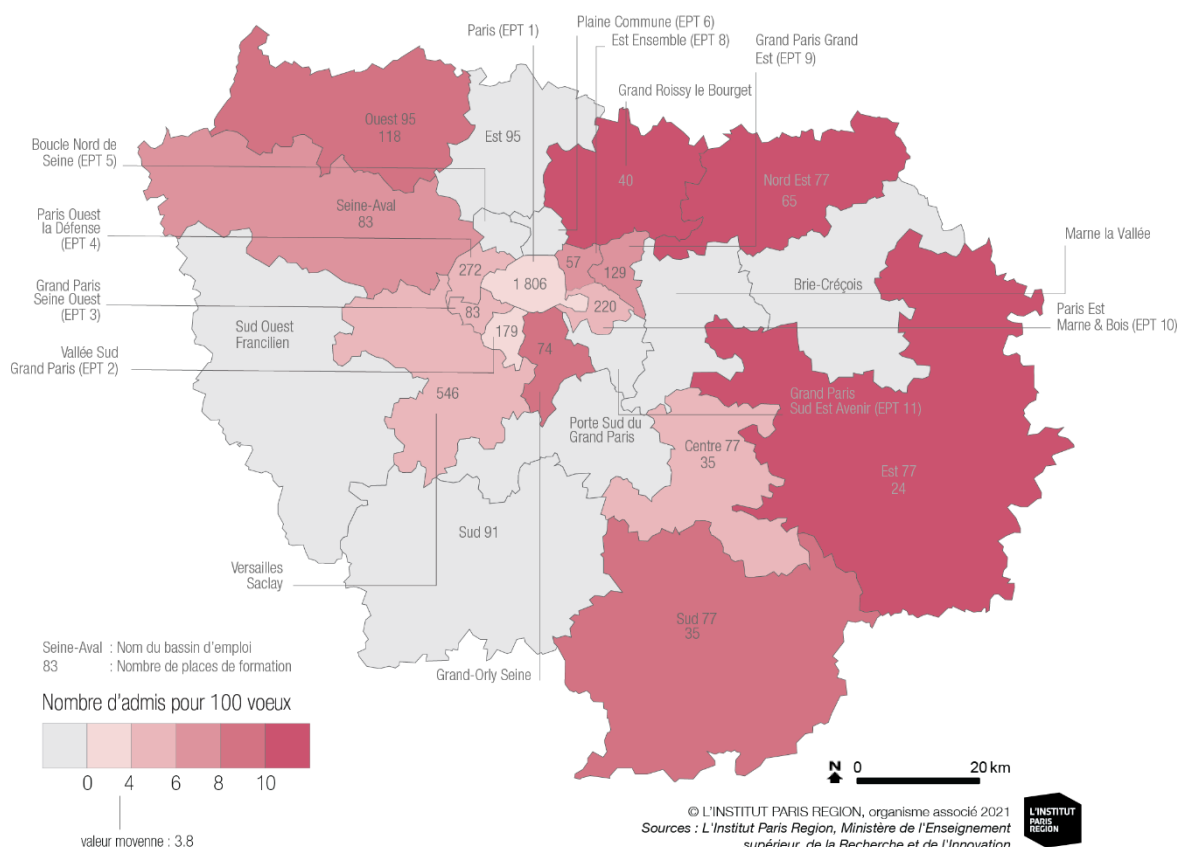 Paris (EPT 1)
Plaine Commune (EPT 6)
Est Ensemble (EPT 8)
Grand Paris Grand
Est (EPT 9)
Grand Roissy le Bourget
Ouest 95
118
Est 95
Boucle Nord de
Seine (EPT 5)
40
Nord Est 77
65
Seine-Aval
83
Paris Ouest
la Défense
(EPT 4)
Marne la Vallée
272
57
129
1 806
Brie-Créçois
Grand Paris
Seine Ouest
(EPT 3)
83
220
Paris Est
Marne & Bois (EPT 10)
Sud Ouest
Francilien
179
74
Vallée Sud
Grand Paris (EPT 2)
546
Grand Paris
Sud Est Avenir (EPT 11)
Porte Sud du
Grand Paris
Centre 77
35
Est 77
24
Sud 91
Versailles
Saclay
Sud 77
35
Grand-Orly Seine
Seine-Aval : Nom du bassin d'emploi
83 : Nombre de places de formation
Nombre d'admis pour 100 voeux
0 4 6 8 10
valeur movenne : 3.8
N 0 20 km
© L'INSTITUT PARIS REGION, organisme associé 2021
Sources : L'Institut Paris Region, Ministère de l'Enseignement
supérieur, de la Recherche et de l'Innovation
L'INSTITUT
PARIS
REGION